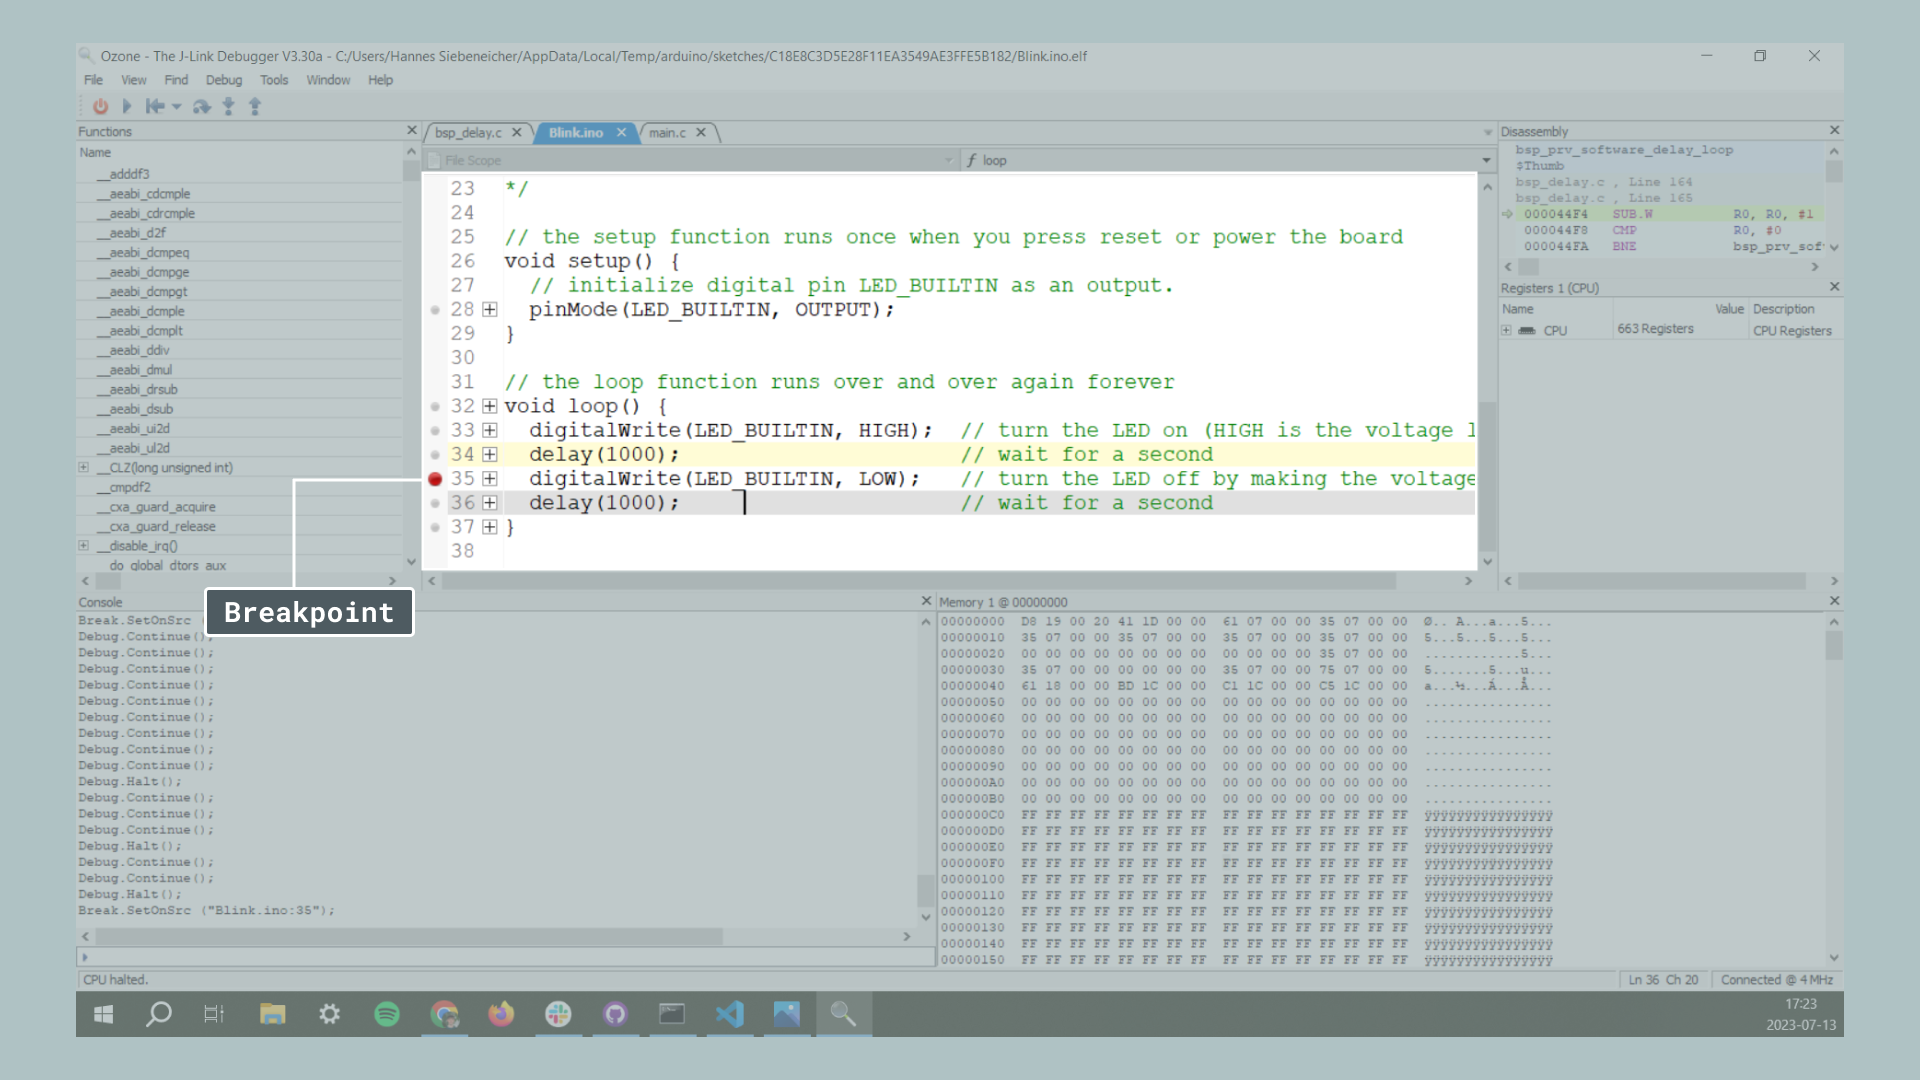 Ozone - The J-Link Debugger V3.30a - C:/Users/Hannes Siebeneicher/AppData/Local/Temp/arduino/sketches/C18E8C3D5E28F11EA3549AE3FFE5B182/Blink.ino.elf
File View Find Debug Tools Window Help
Functions
Name
__adddf3
__aeabi_cdcmple
__aeabi_cdrcmple
__aeabi_d2f
__aeabi_dcmpeq
__aeabi_dcmpge
__aeabi_dcmpgt
__aeabi_dcmple
__aeabi_dcmplt
__aeabi_ddiv
__aeabi_dmul
__aeabi_drsub
__aeabi_dsub
__aeabi_ui2d
__aeabi_ul2d
__CLZ(long unsigned int)
__cmpdf2
__cxa_guard_acquire
__cxa_guard_release
__disable_irq()
do_global_dtors_aux
bsp_delay.c Blink.ino main.c
File Scope
f loop
23 */
24
25 // the setup function runs once when you press reset or power the board
26 void setup() {
27 // initialize digital pin LED_BUILTIN as an output.
28 pinMode(LED_BUILTIN, OUTPUT);
29 }
30
31 // the loop function runs over and over again forever
32 void loop() {
33 digitalWrite(LED_BUILTIN, HIGH); // turn the LED on (HIGH is the voltage l
34 delay(1000); // wait for a second
35 digitalWrite(LED_BUILTIN, LOW); // turn the LED off by making the voltage
36 delay(1000); // wait for a second
37 }
38
Disassembly
bsp_prv_software_delay_loop
$Thumb
bsp_delay.c , Line 164
bsp_delay.c , Line 165
000044F4 SUB.W R0, R0, #1
000044F8 CMP R0, #0
000044FA BNE bsp_prv_sof
Registers 1 (CPU)
Name Value Description
CPU 663 Registers CPU Registers
Breakpoint
Console
Break.SetOnSrc (
Debug.Continue();
Debug.Continue();
Debug.Continue();
Debug.Continue();
Debug.Continue();
Debug.Continue();
Debug.Continue();
Debug.Continue();
Debug.Continue();
Debug.Halt();
Debug.Continue();
Debug.Continue();
Debug.Continue();
Debug.Halt();
Debug.Continue();
Debug.Continue();
Debug.Halt();
Break.SetOnSrc ("Blink.ino:35");
Memory 1 @ 00000000
00000000 D8 19 00 20 41 1D 00 00 61 07 00 00 35 07 00 00 Ø.. A...a...5...
00000010 35 07 00 00 35 07 00 00 35 07 00 00 35 07 00 00 5...5...5...5...
00000020 00 00 00 00 00 00 00 00 00 00 00 00 35 07 00 00 ............5...
00000030 35 07 00 00 00 00 00 00 35 07 00 00 75 07 00 00 5.......5...u...
00000040 61 18 00 00 BD 1C 00 00 C1 1C 00 00 C5 1C 00 00 a...½...Á...Å...
00000050 00 00 00 00 00 00 00 00 00 00 00 00 00 00 00 00 ................
00000060 00 00 00 00 00 00 00 00 00 00 00 00 00 00 00 00 ................
00000070 00 00 00 00 00 00 00 00 00 00 00 00 00 00 00 00 ................
00000080 00 00 00 00 00 00 00 00 00 00 00 00 00 00 00 00 ................
00000090 00 00 00 00 00 00 00 00 00 00 00 00 00 00 00 00 ................
000000A0 00 00 00 00 00 00 00 00 00 00 00 00 00 00 00 00 ................
000000B0 00 00 00 00 00 00 00 00 00 00 00 00 00 00 00 00 ................
000000C0 FF FF FF FF FF FF FF FF FF FF FF FF FF FF FF FF ÿÿÿÿÿÿÿÿÿÿÿÿÿÿÿÿ
000000D0 FF FF FF FF FF FF FF FF FF FF FF FF FF FF FF FF ÿÿÿÿÿÿÿÿÿÿÿÿÿÿÿÿ
000000E0 FF FF FF FF FF FF FF FF FF FF FF FF FF FF FF FF ÿÿÿÿÿÿÿÿÿÿÿÿÿÿÿÿ
000000F0 FF FF FF FF FF FF FF FF FF FF FF FF FF FF FF FF ÿÿÿÿÿÿÿÿÿÿÿÿÿÿÿÿ
00000100 FF FF FF FF FF FF FF FF FF FF FF FF FF FF FF FF ÿÿÿÿÿÿÿÿÿÿÿÿÿÿÿÿ
00000110 FF FF FF FF FF FF FF FF FF FF FF FF FF FF FF FF ÿÿÿÿÿÿÿÿÿÿÿÿÿÿÿÿ
00000120 FF FF FF FF FF FF FF FF FF FF FF FF FF FF FF FF ÿÿÿÿÿÿÿÿÿÿÿÿÿÿÿÿ
00000130 FF FF FF FF FF FF FF FF FF FF FF FF FF FF FF FF ÿÿÿÿÿÿÿÿÿÿÿÿÿÿÿÿ
00000140 FF FF FF FF FF FF FF FF FF FF FF FF FF FF FF FF ÿÿÿÿÿÿÿÿÿÿÿÿÿÿÿÿ
00000150 FF FF FF FF FF FF FF FF FF FF FF FF FF FF FF FF ÿÿÿÿÿÿÿÿÿÿÿÿÿÿÿÿ
CPU halted.
Ln 36 Ch 20 Connected @ 4 MHz
17:23
2023-07-13